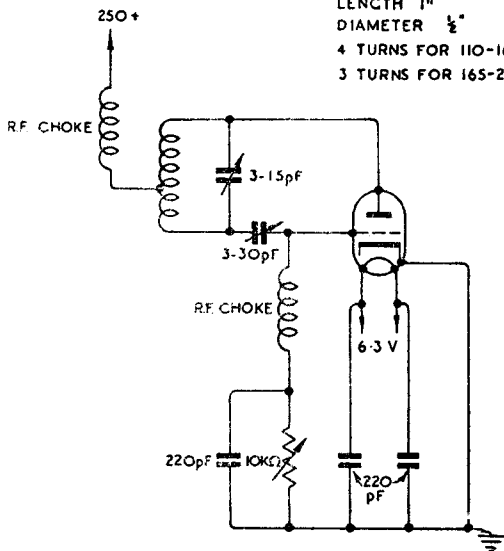 LENGTH 1"
DIAMETER ½"
4 TURNS FOR 110-1
3 TURNS FOR 165-2
250+
R.F. CHOKE
3-15pF
3-30pF
R.F. CHOKE
6·3 V
220pF
10KΩ
220
pF